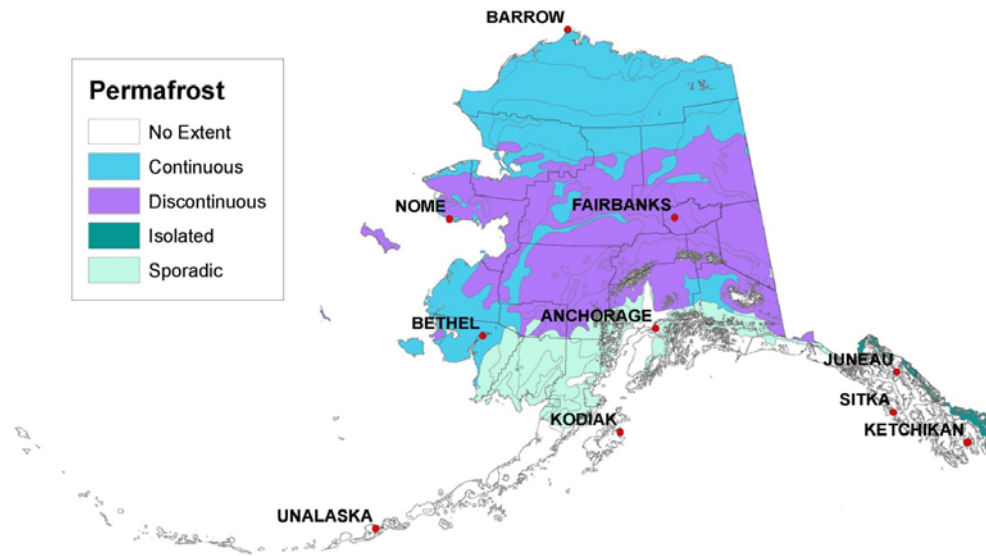 BARROW
Permafrost
No Extent
Continuous
Discontinuous
Isolated
Sporadic
NOME
FAIRBANKS
BETHEL
ANCHORAGE
JUNEAU
SITKA
KETCHIKAN
KODIAK
UNALASKA